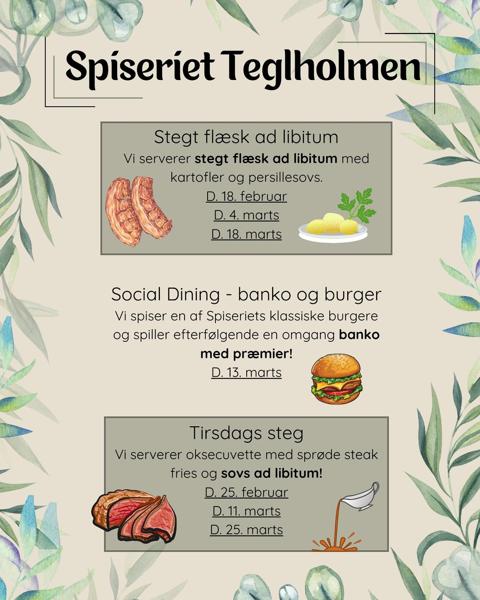 Spiseriet Teglholmen
Stegt flæsk ad libitum
Vi serverer stegt flæsk ad libitum med
kartofler og persillesovs.
D. 18. februar
D. 4. marts
D. 18. marts
Social Dining - banko og burger
Vi spiser en af Spiseriets klassiske burgere
og spiller efterfølgende en omgang banko
med præmier!
D. 13. marts
Tirsdags steg
Vi serverer oksecuvette med sprøde steak
fries og sovs ad libitum!
D. 25. februar
D. 11. marts
D. 25. marts